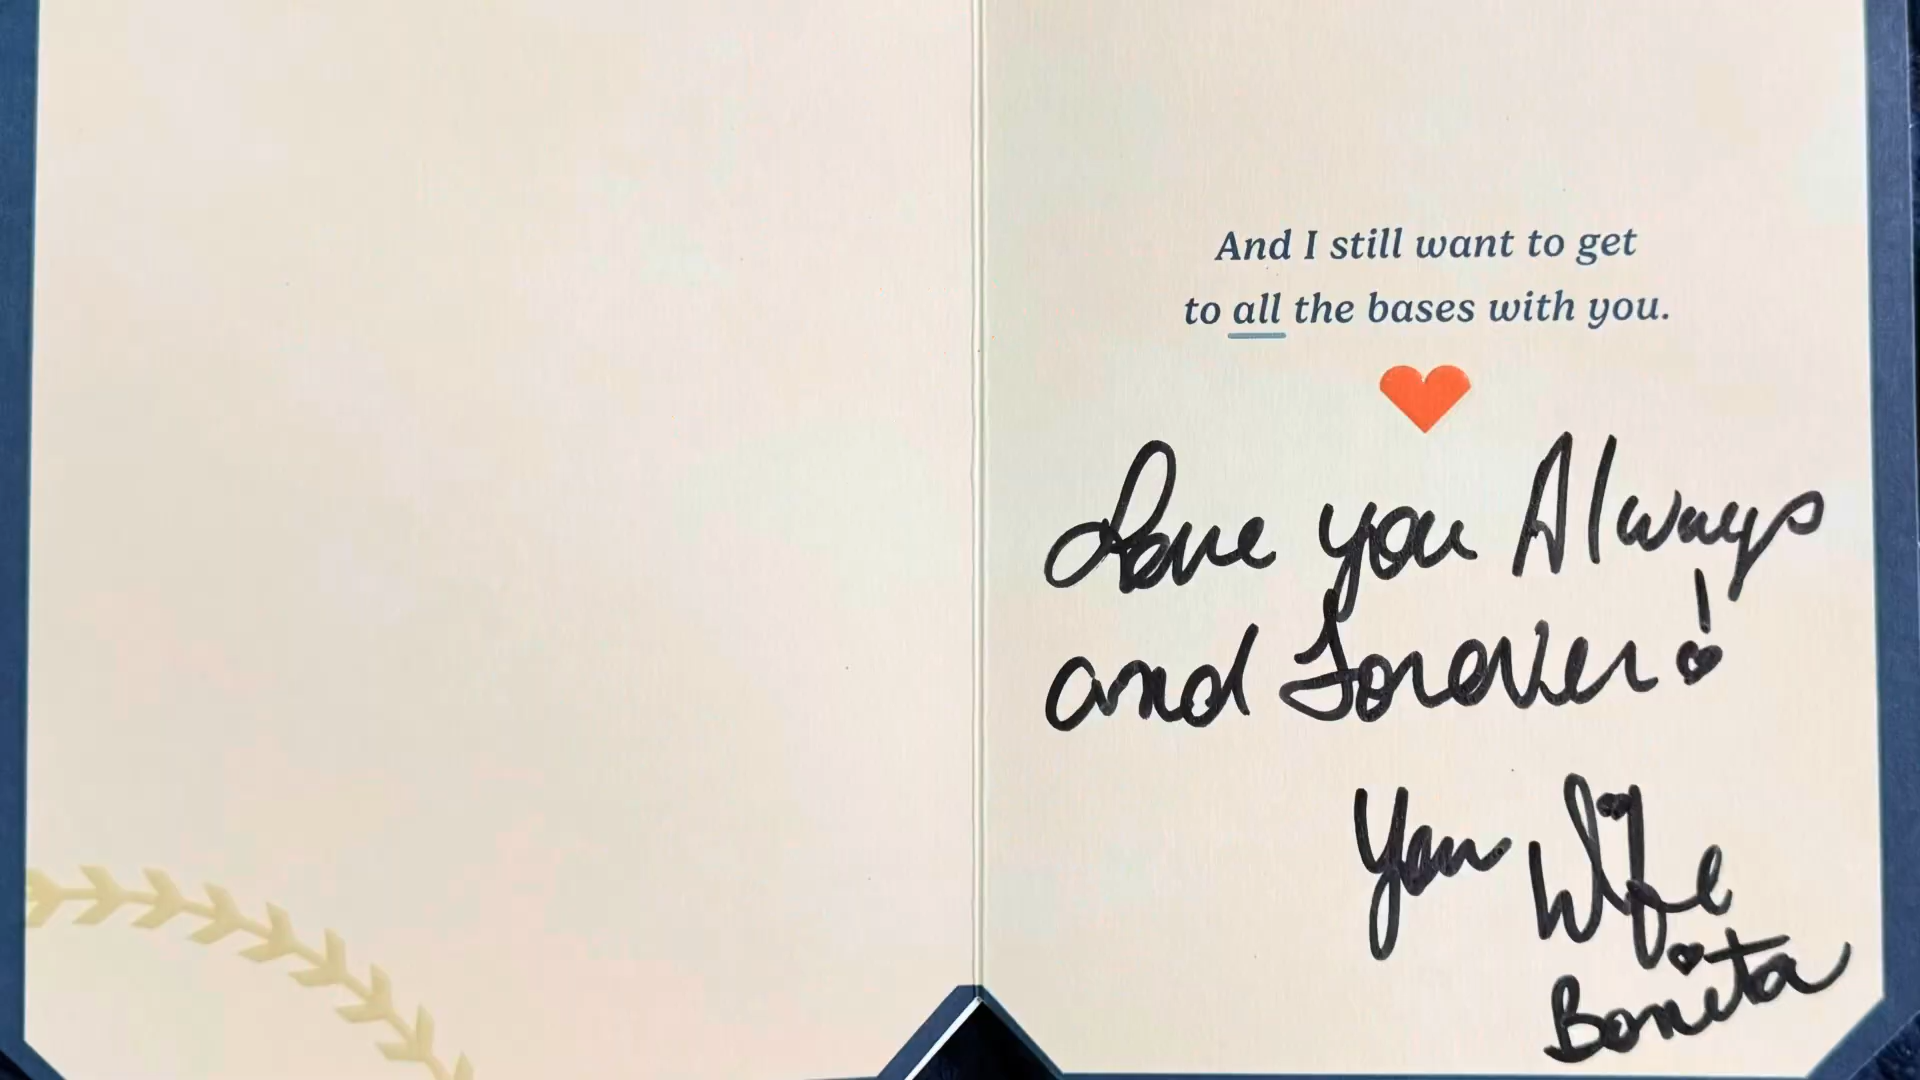 And I still want to get
to all the bases with you.
Love you Always
and Forever!
Your Wife
Bonita